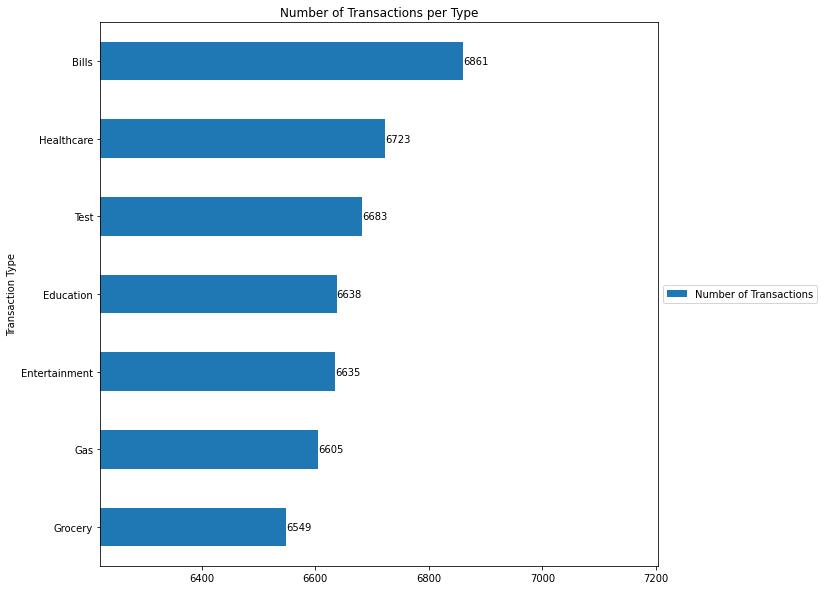 Number of Transactions per Type
Transaction Type
Bills 6861
Healthcare 6723
Test 6683
Education 6638
Entertainment 6635
Gas 6605
Grocery 6549
6400 6600 6800 7000 7200
Number of Transactions